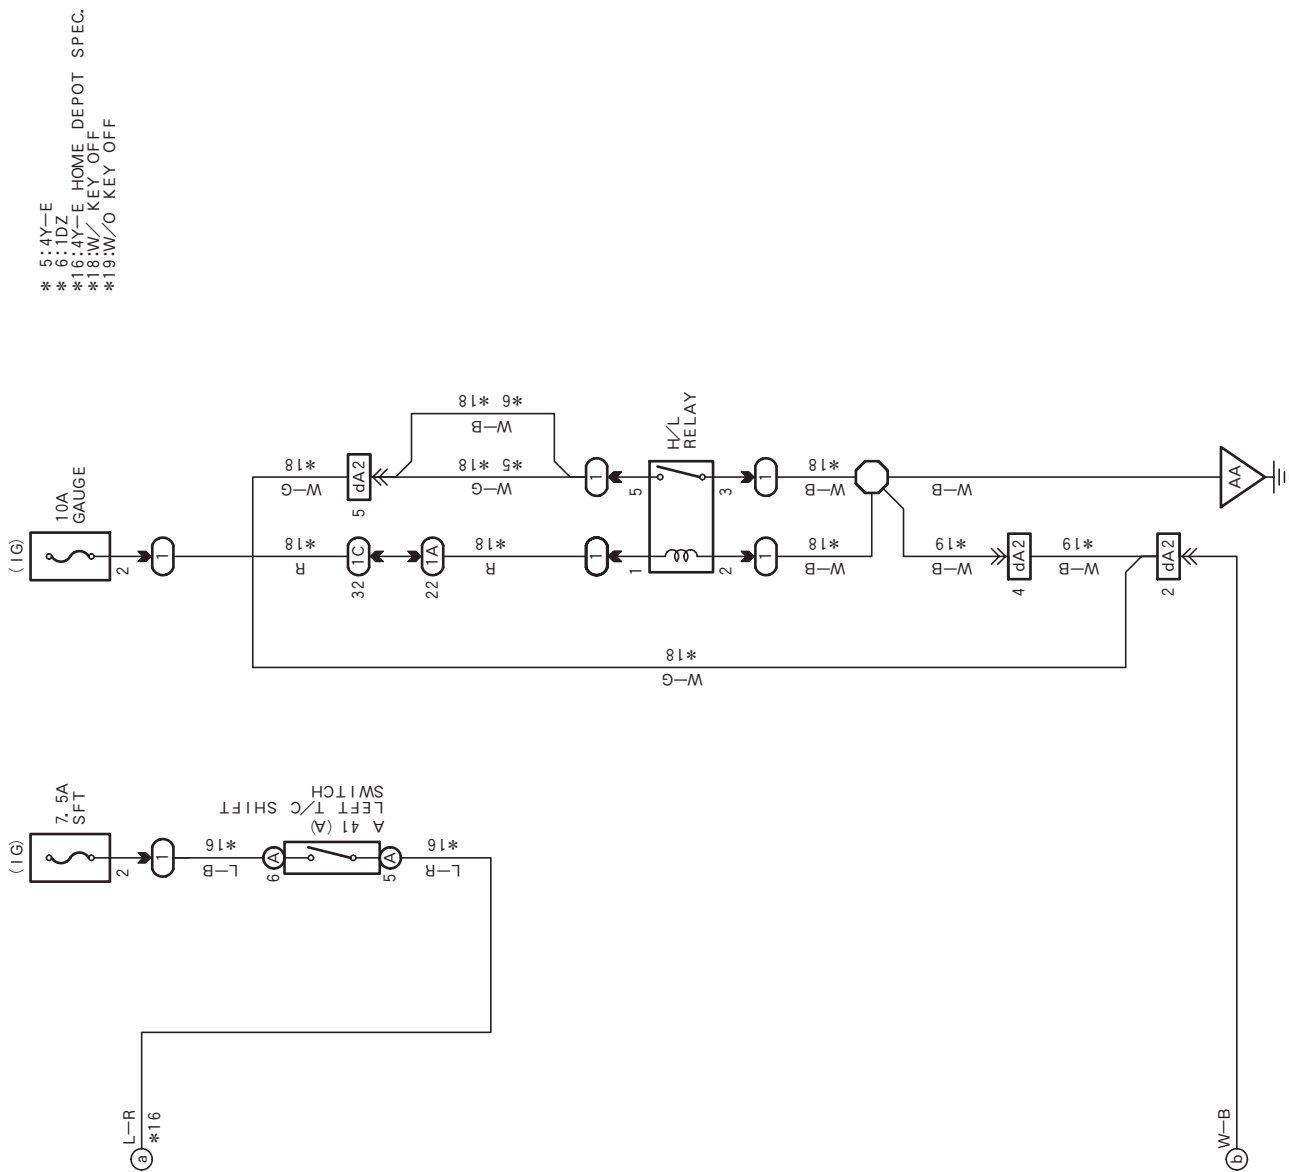 * 5:4Y-E
* 6:1DZ
*16:4Y-E HOME DEPOT SPEC.
*18:W/ KEY OFF
*19:W/O KEY OFF
(IG)
10A
GAUGE
2
1
R
*18
32
1C
22
1A
R
*18
1
1
H/L
RELAY
2
1
W-B
*18
W-G
*18
5
dA2
W-B
*6 *18
W-G
*5 *18
1
5
3
1
W-B
*18
W-B
AA
W-B
*19
4
dA2
W-B
*19
2
dA2
W-G
*18
(IG)
7.5A
SFT
2
1
L-B
*16
6
A
A 41 (A)
LEFT T/C SHIFT
SWITCH
5
A
L-R
*16
L-R
*16
a
W-B
b